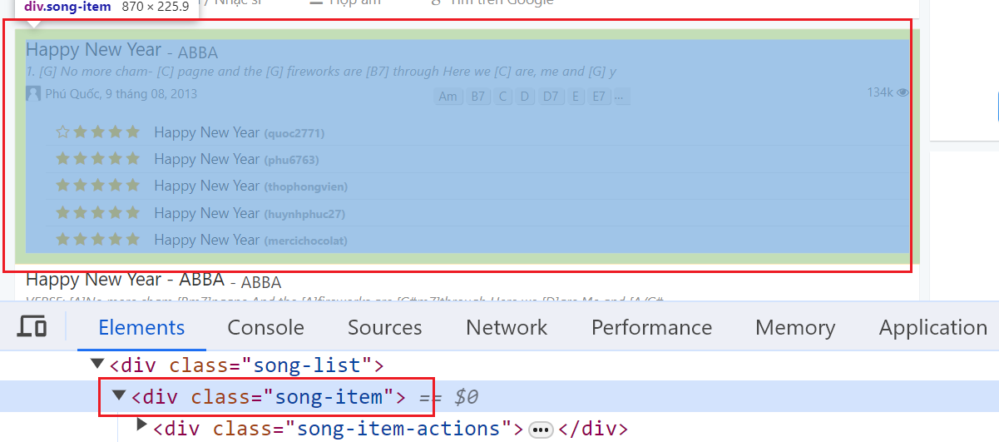 div.song-item 870 × 225.9
/ Nhạc sĩ
Hợp âm
Tìm trên Google
Happy New Year - ABBA
1. [G] No more cham- [C] pagne and the [G] fireworks are [B7] through Here we [C] are, me and [G] y
Phú Quốc, 9 tháng 08, 2013
Am B7 C D D7 E E7 ...
134k
Happy New Year (quoc2771)
Happy New Year (phu6763)
Happy New Year (thophongvien)
Happy New Year (huynhphuc27)
Happy New Year (mercichocolat)
Happy New Year - ABBA - ABBA
VERSE: [A]No more cham-[Bm7]pagne And the [A]fireworks are [C#m7]through Here we [D]are Me and [A/C#
Elements Console Sources Network Performance Memory Application
<div class="song-list">
<div class="song-item"> == $0
<div class="song-item-actions"> ••• </div>